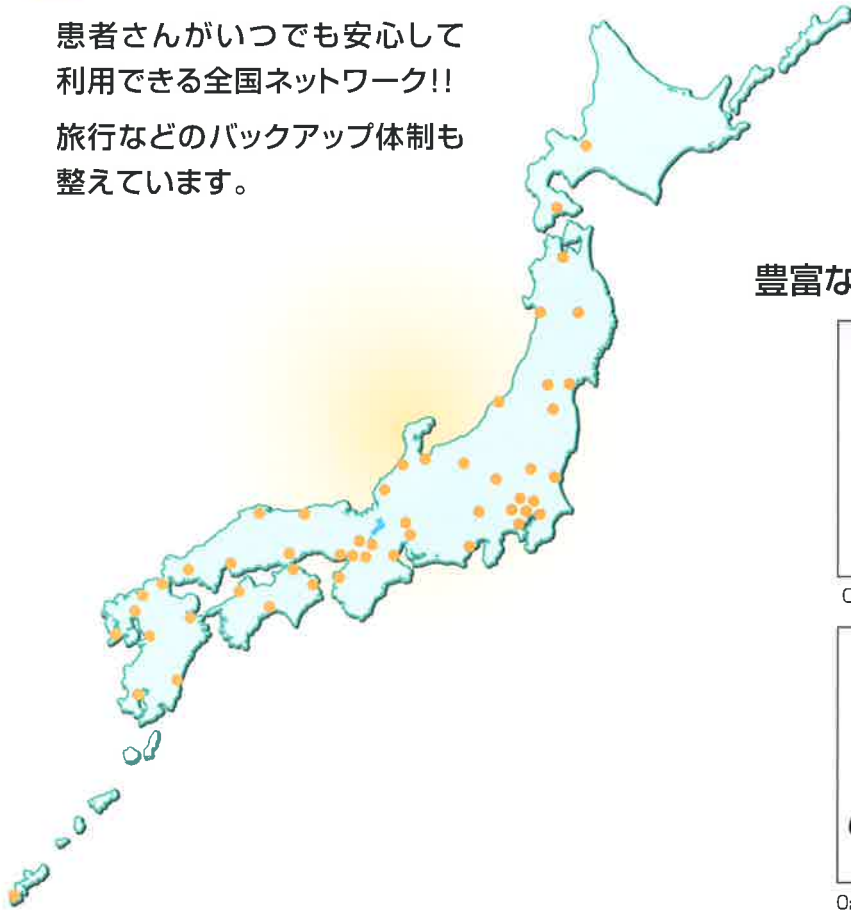 患者さんがいつでも安心して
利用できる全国ネットワーク!!
旅行などのバックアップ体制も
整えています。
豊富な